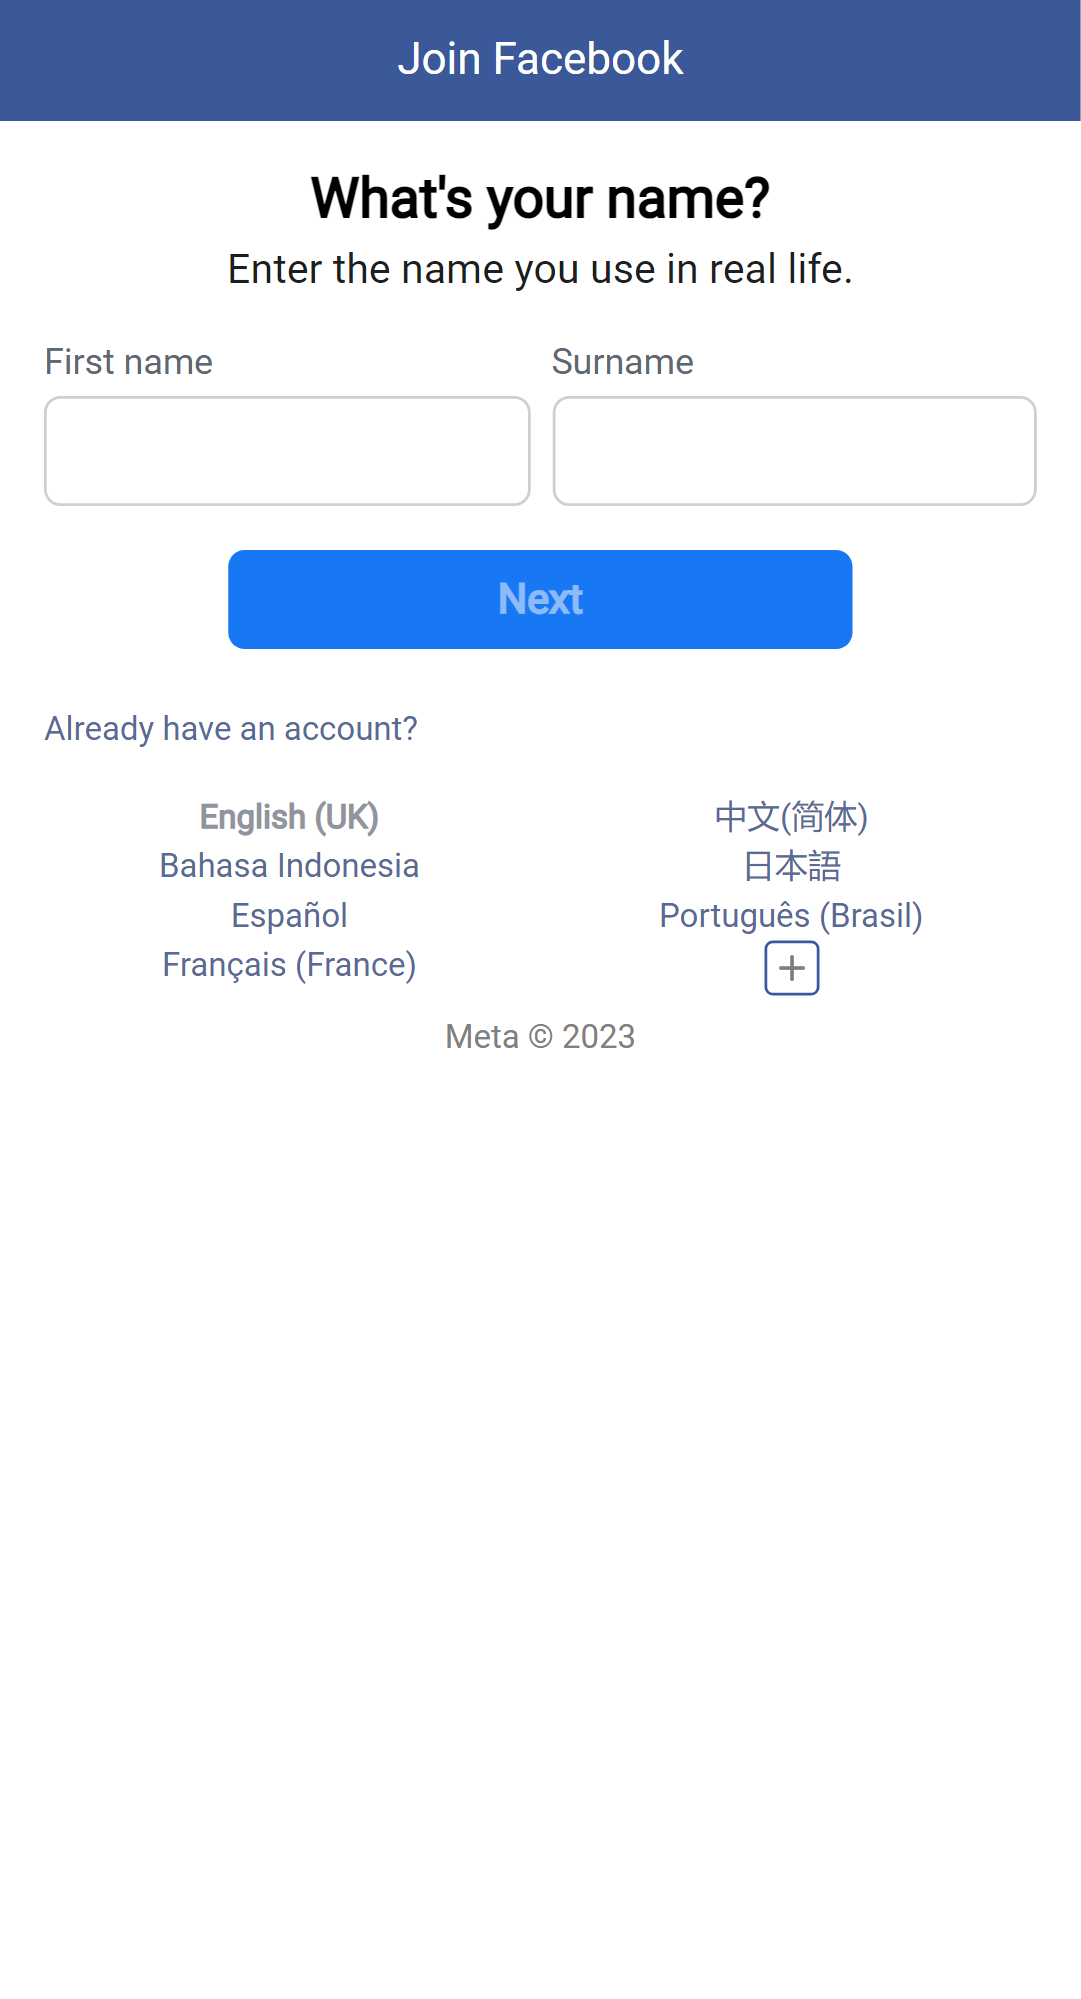 Join Facebook
What's your name?
Enter the name you use in real life.
First name
Surname
Next
Already have an account?
English (UK)
中文(简体)
Bahasa Indonesia
日本語
Español
Português (Brasil)
Français (France)
Meta © 2023